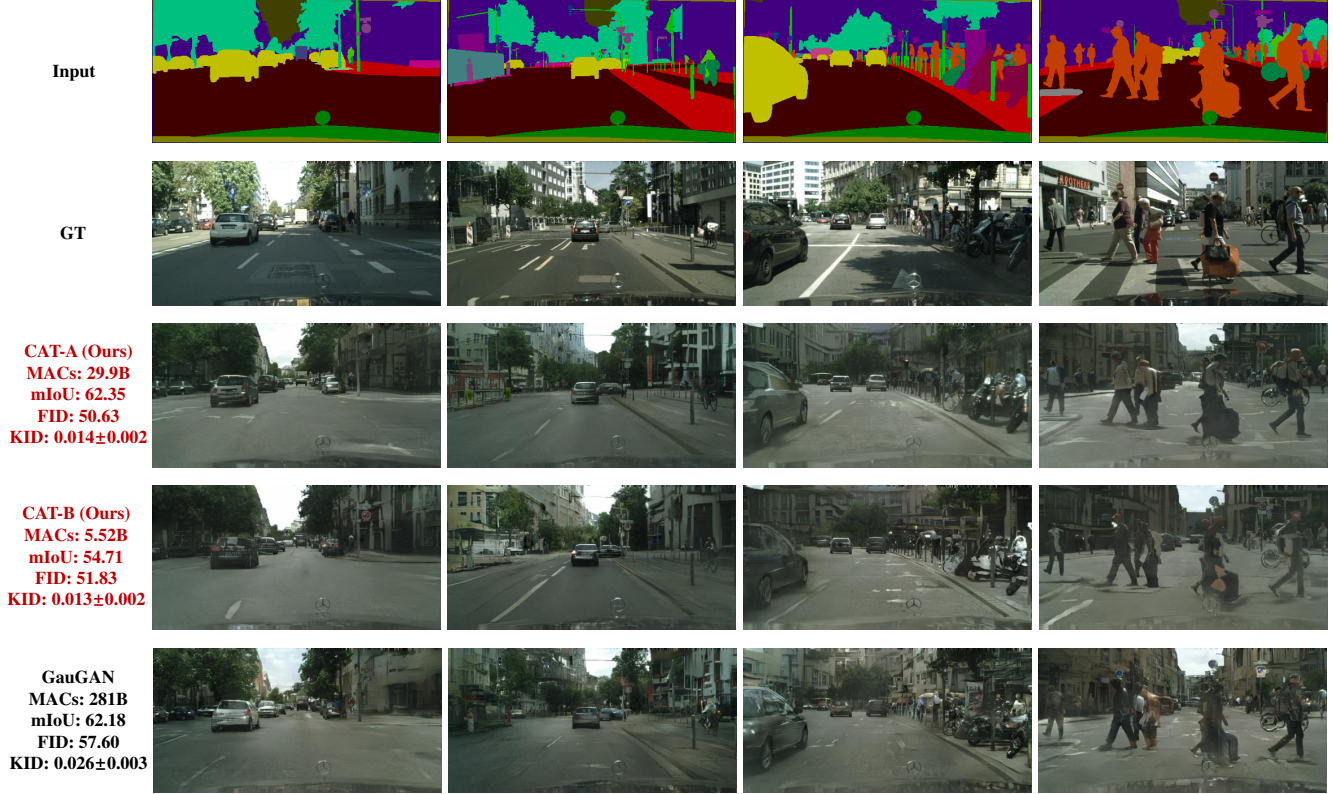 Input
GT
APOTHEKE
CAT-A (Ours)
MACs: 29.9B
mIoU: 62.35
FID: 50.63
KID: 0.014±0.002
CAT-B (Ours)
MACs: 5.52B
mIoU: 54.71
FID: 51.83
KID: 0.013±0.002
GauGAN
MACs: 281B
mIoU: 62.18
FID: 57.60
KID: 0.026±0.003